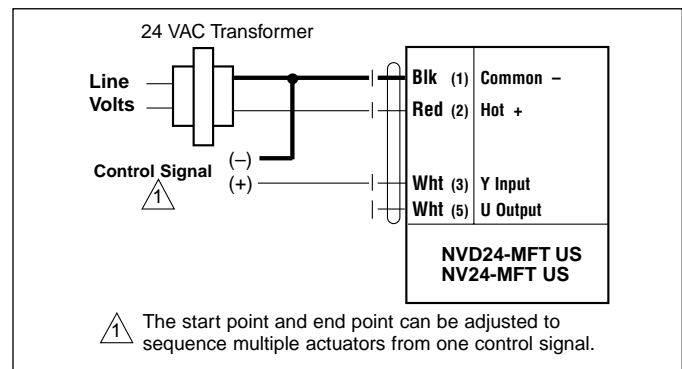 24 VAC Transformer
Line
Volts
Blk (1) Common –
Red (2) Hot +
Control Signal
1
(–)
(+)
Wht (3) Y Input
Wht (5) U Output
NVD24-MFT US
NV24-MFT US
1 The start point and end point can be adjusted to
sequence multiple actuators from one control signal.